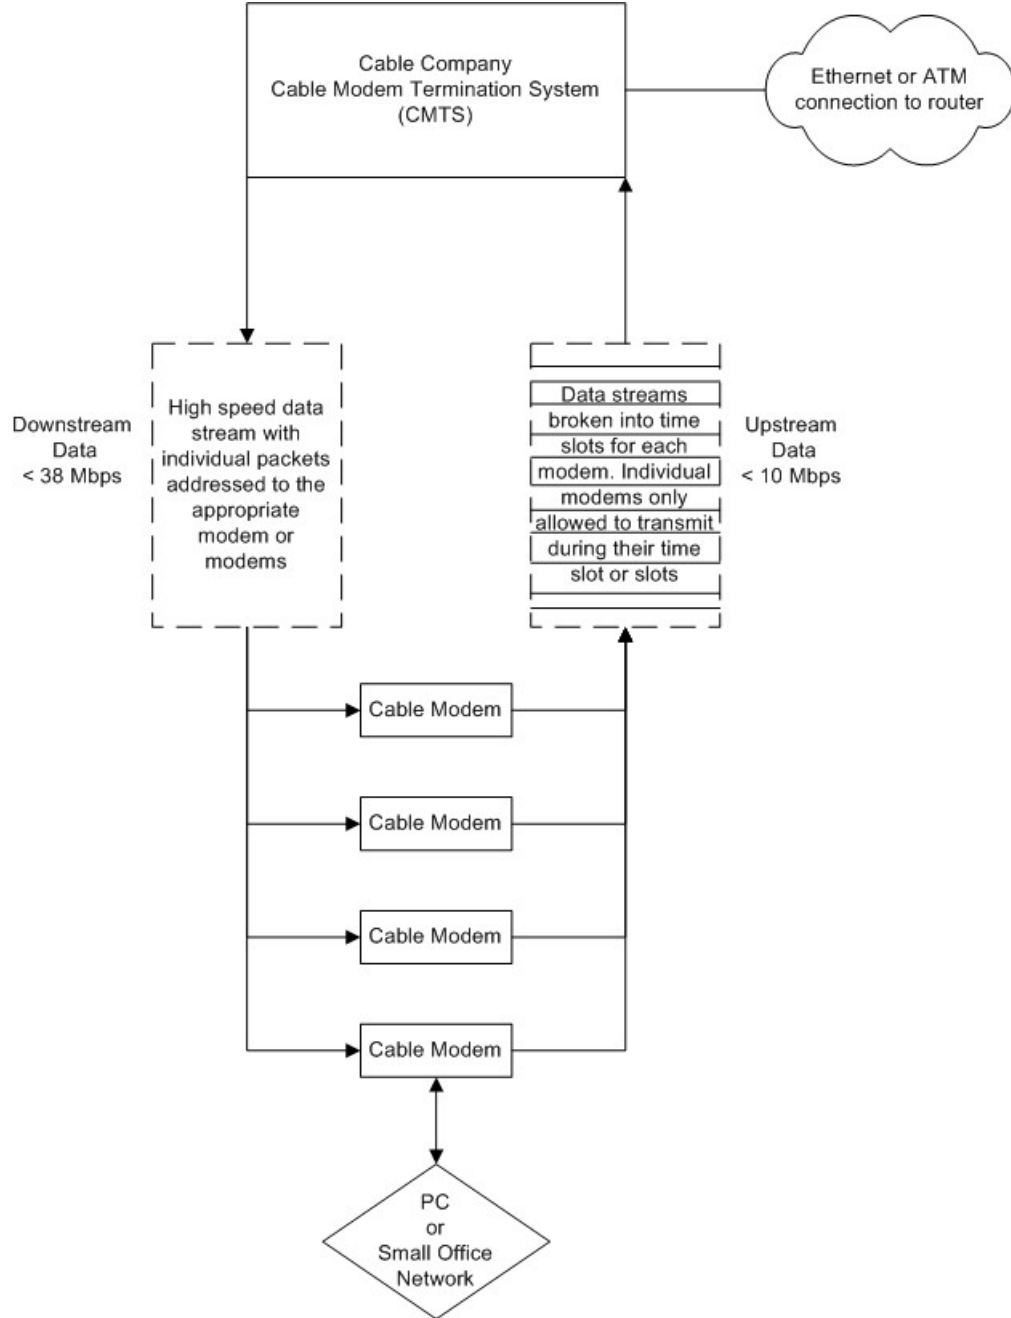 Cable Company
Cable Modem Termination System
(CMTS)
Ethernet or ATM
connection to router
Downstream
Data
< 38 Mbps
High speed data
stream with
individual packets
addressed to the
appropriate
modem or
modems
Data streams
broken into time
slots for each
modem. Individual
modems only
allowed to transmit
during their time
slot or slots
Upstream
Data
< 10 Mbps
Cable Modem
Cable Modem
Cable Modem
Cable Modem
PC
or
Small Office
Network